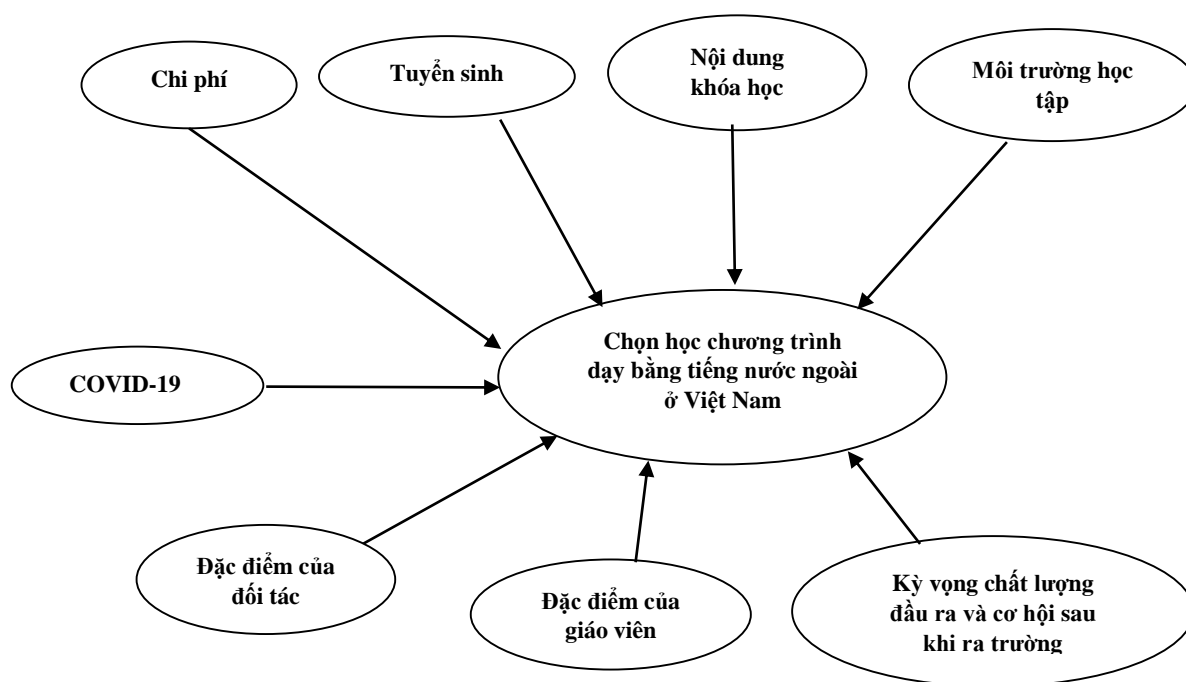 Chi phí
Tuyển sinh
Nội dung
khóa học
Môi trường học
tập
Chọn học chương trình
dạy bằng tiếng nước ngoài
ở Việt Nam
COVID-19
Đặc điểm của
đối tác
Đặc điểm của
giáo viên
Kỳ vọng chất lượng
đầu ra và cơ hội sau
khi ra trường